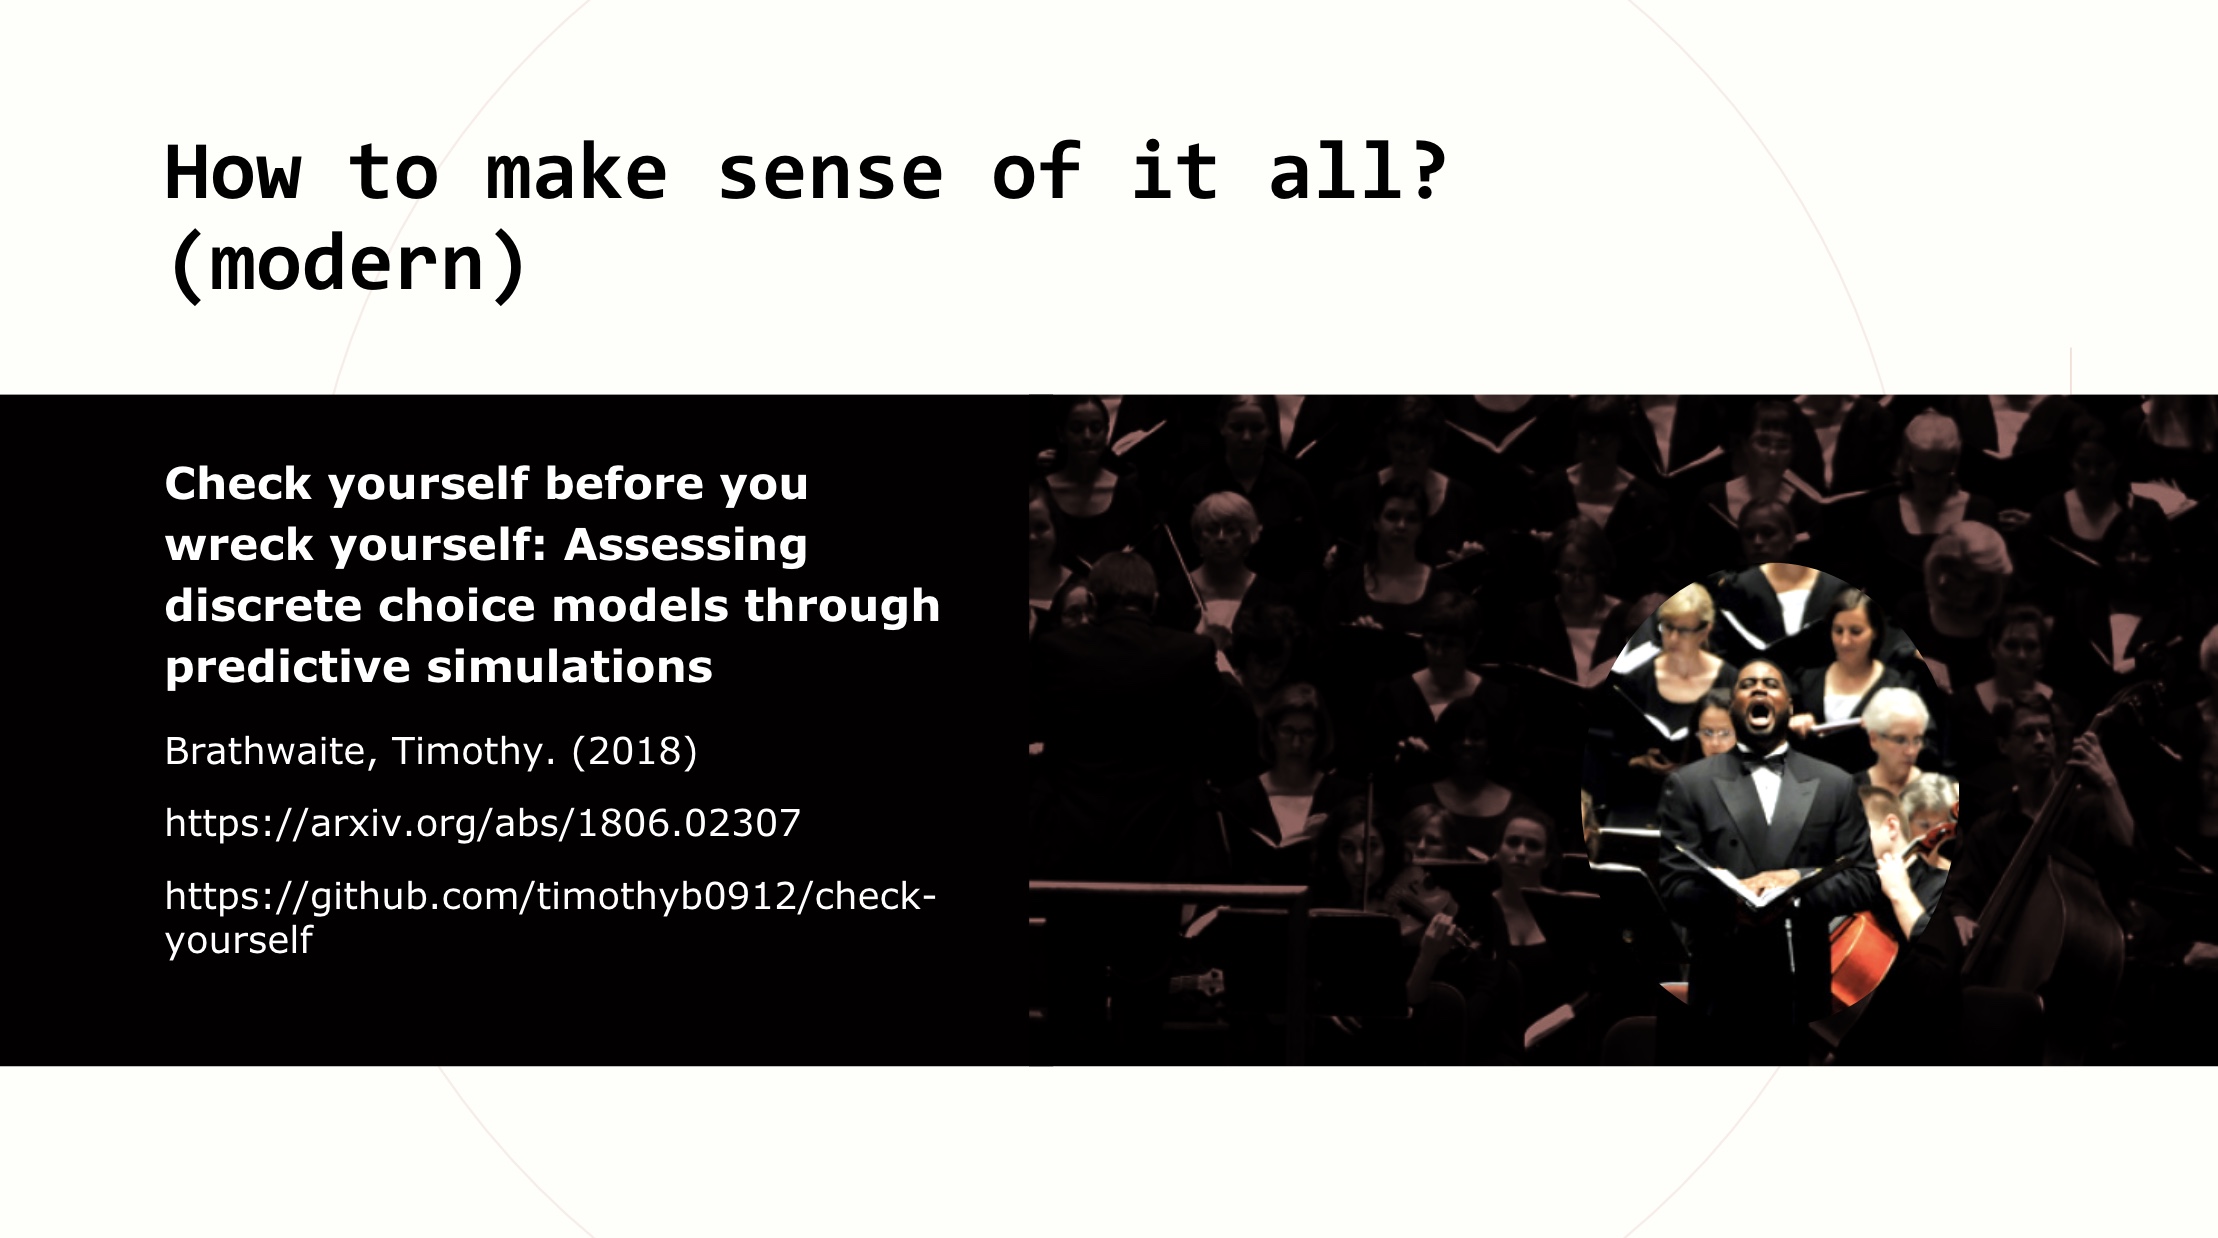 How to make sense of it all?
(modern)
Check yourself before you
wreck yourself: Assessing
discrete choice models through
predictive simulations
Brathwaite, Timothy. (2018)
https://arxiv.org/abs/1806.02307
https://github.com/timothyb0912/check-
yourself